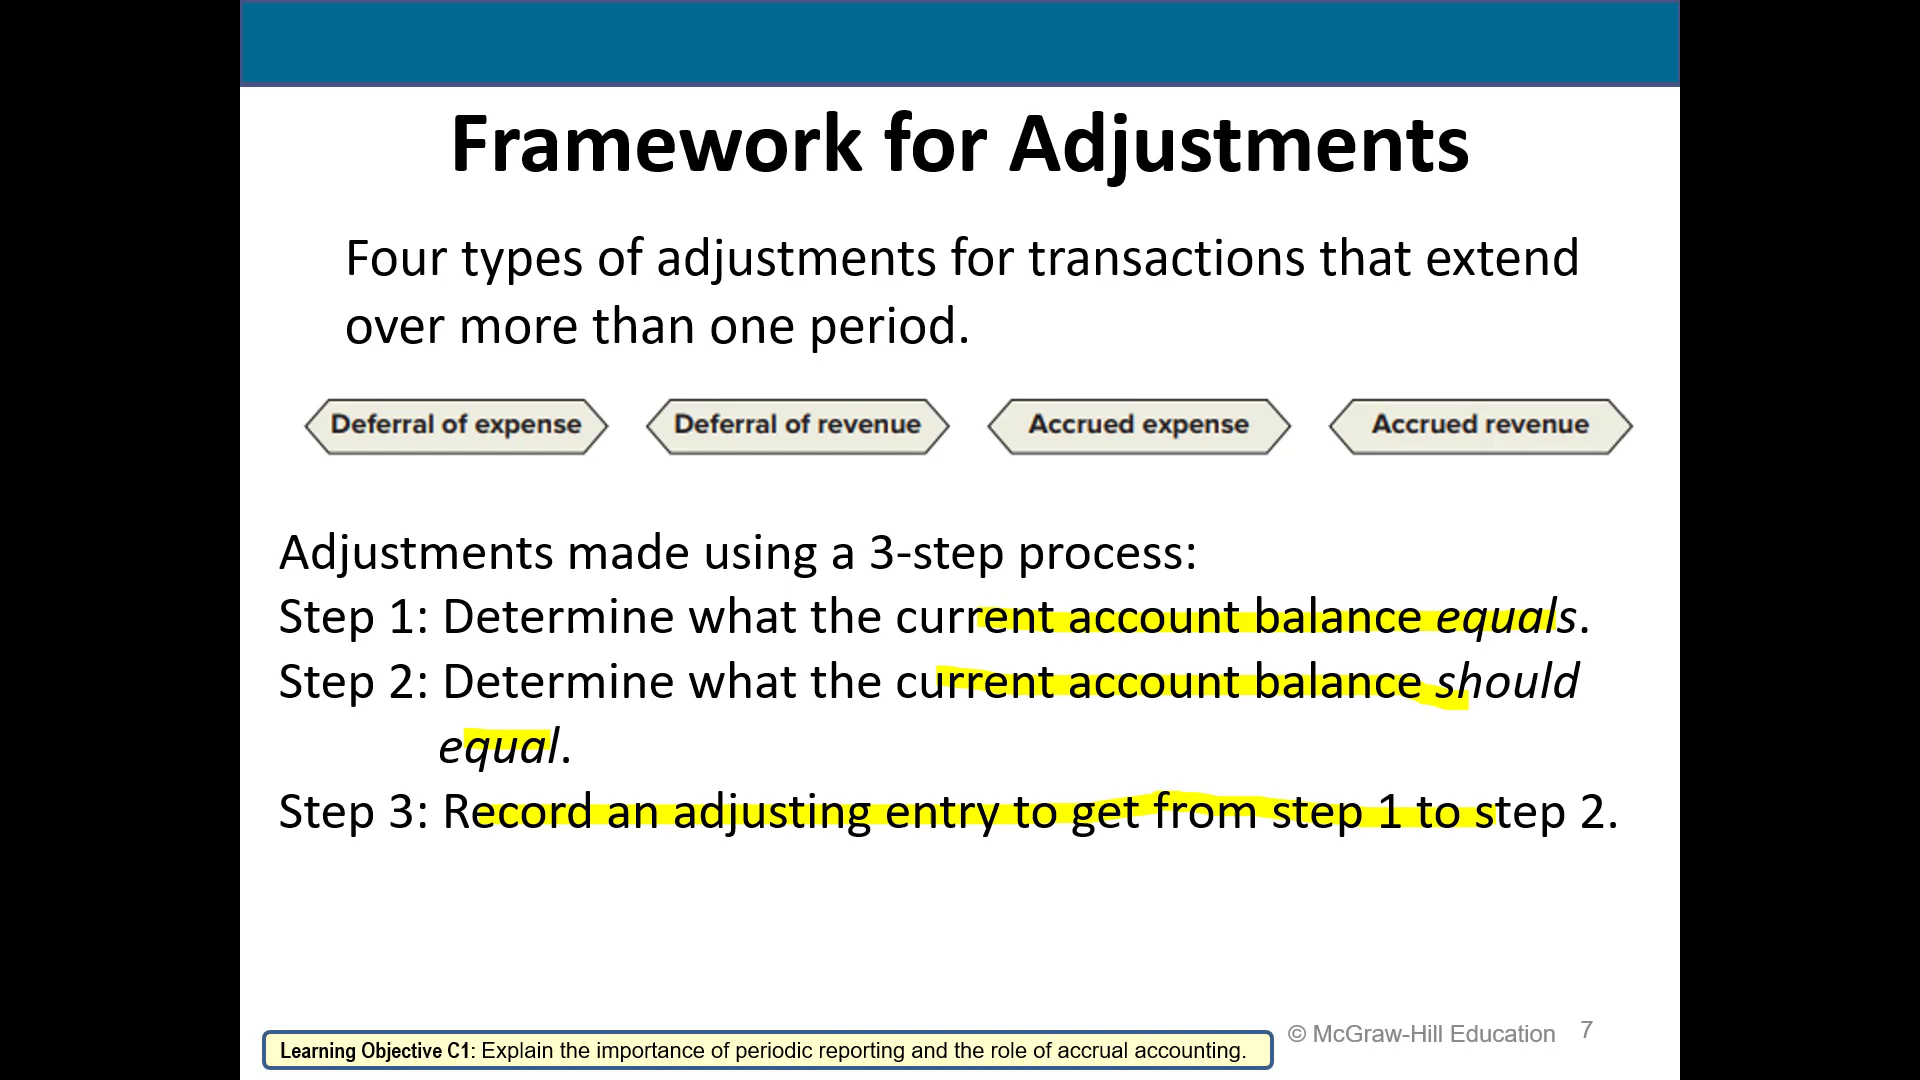 Framework for Adjustments
Four types of adjustments for transactions that extend
over more than one period.
Deferral of expense
Deferral of revenue
Accrued expense
Accrued revenue
Adjustments made using a 3-step process:
Step 1: Determine what the current account balance equals.
Step 2: Determine what the current account balance should
equal.
Step 3: Record an adjusting entry to get from step 1 to step 2.
Learning Objective C1: Explain the importance of periodic reporting and the role of accrual accounting.
© McGraw-Hill Education 7